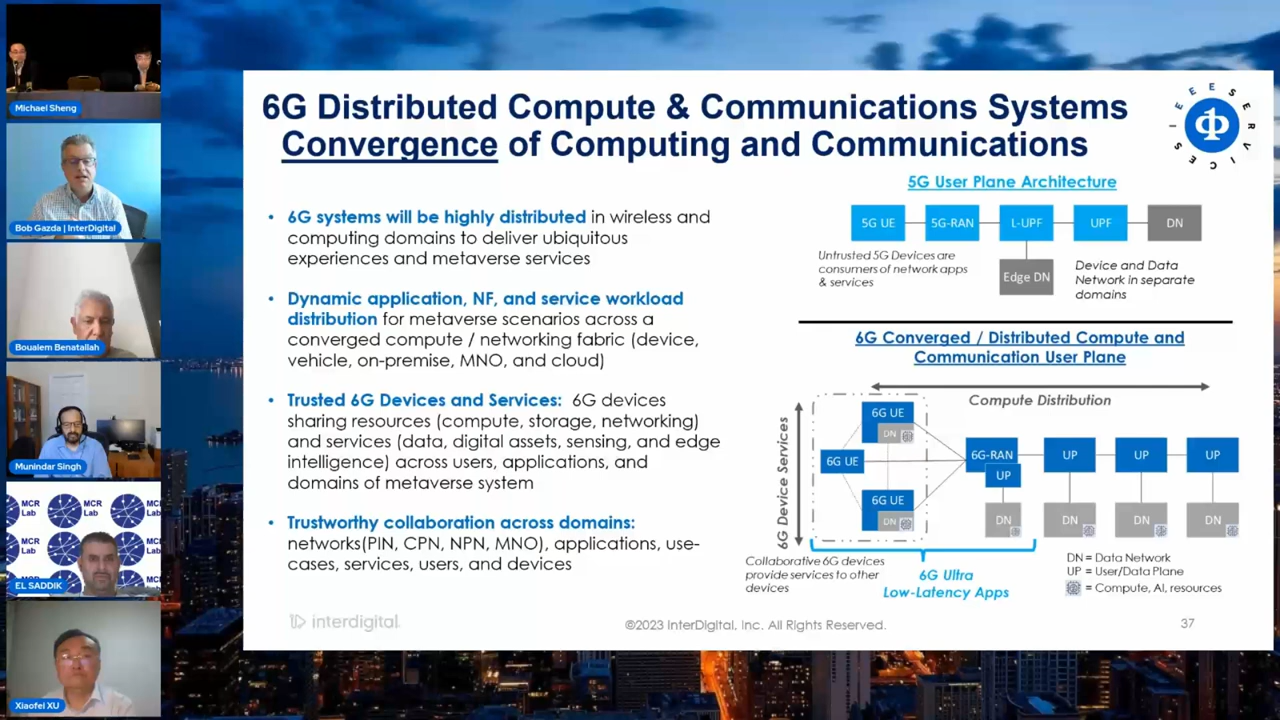 Michael Sheng
Bob Gazda | InterDigital
Boualem Benatallah
Munindar Singh
MCR
Lab
MCR
Lab
MCR
Lab
MCR
Lab
EL SADDIK
Xiaofei XU
6G Distributed Compute & Communications Systems
Convergence of Computing and Communications
IEEE SERVICES
• 6G systems will be highly distributed in wireless and
computing domains to deliver ubiquitous
experiences and metaverse services
• Dynamic application, NF, and service workload
distribution for metaverse scenarios across a
converged compute / networking fabric (device,
vehicle, on-premise, MNO, and cloud)
• Trusted 6G Devices and Services: 6G devices
sharing resources (compute, storage, networking)
and services (data, digital assets, sensing, and edge
intelligence) across users, applications, and
domains of metaverse system
• Trustworthy collaboration across domains:
networks(PIN, CPN, NPN, MNO), applications, use-
cases, services, users, and devices
5G User Plane Architecture
5G UE
5G-RAN
L-UPF
UPF
DN
Edge DN
Untrusted 5G Devices are
consumers of network apps
& services
Device and Data
Network in separate
domains
6G Converged / Distributed Compute and
Communication User Plane
Compute Distribution
6G Device Services
6G UE
DN
6G UE
6G UE
DN
6G-RAN
UP
UP
UP
UP
DN
DN
DN
DN
Collaborative 6G devices
provide services to other
devices
6G Ultra
Low-Latency Apps
DN = Data Network
UP = User/Data Plane
= Compute, AI, resources
interdigital
©2023 InterDigital, Inc. All Rights Reserved.
37